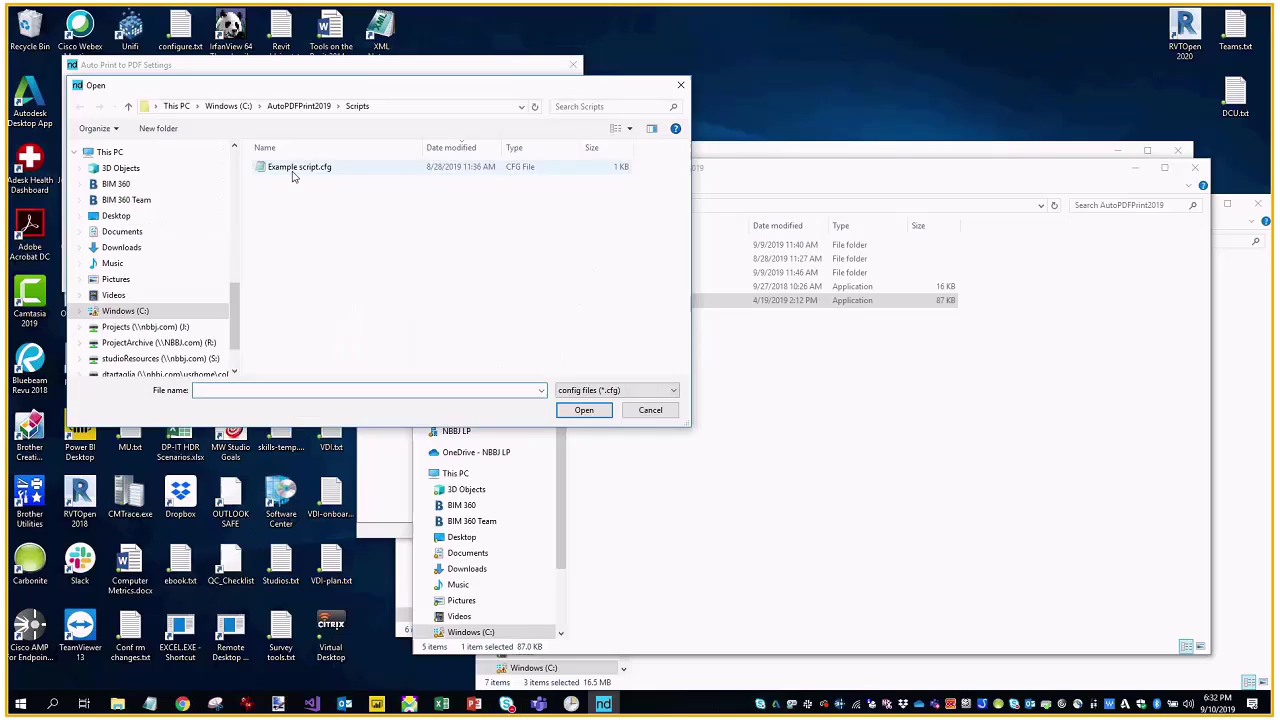 Recycle Bin
Cisco Webex
Unifi
configure.txt
IrfanView 64
Revit
Tools on
XML
RVTOpen
2020
Teams.txt
Auto Print to PDF Settings
Open
This PC > Windows (C:) > AutoPDFPrint2019 > Scripts
Search Scripts
Organize
New folder
Autodesk
Desktop App
DCU.txt
This PC
3D Objects
BIM 360
BIM 360 Team
Desktop
Documents
Downloads
Music
Pictures
Videos
Windows (C:)
Projects (\\nbbj.com) (J:)
ProjectArchive (\\NBBJ.com) (R:)
studioResources (\\nbbj.com) (S:)
Name
Date modified
Type
Size
Example script.cfg
8/28/2019 11:36 AM
CFG File
1 KB
File name:
config files (*.cfg)
Open
Cancel
Search AutoPDFPrint2019
Date modified
Type
Size
9/9/2019 11:40 AM
File folder
8/28/2019 11:27 AM
File folder
9/9/2019 11:46 AM
File folder
9/27/2018 10:26 AM
Application
16 KB
4/19/2019 2:12 PM
Application
87 KB
Adesk Health
Dashboard
Adobe
Acrobat DC
Camtasia
2019
Bluebeam
Revu 2018
Brother
Creative...
Power BI
Desktop
MU.txt
DP-IT HDR
Scenarios.xlsx
MW Studio
Goals
skills-temp...
VDI.txt
NBBJ LP
OneDrive - NBBJ LP
This PC
3D Objects
BIM 360
BIM 360 Team
Desktop
Documents
Downloads
Music
Pictures
Videos
Windows (C:)
Brother
Utilities
RVTOpen
2018
CMTrace.exe
Dropbox
OUTLOOK
SAFE
Software
Center
VDI-onboar...
Carbonite
Slack
Computer
Metrics.docx
ebook.txt
QC_Checklist
Studios.txt
VDI-plan.txt
Cisco AMP
for Endpoin...
TeamViewer
13
Conf rm
changes.txt
EXCEL.EXE -
Shortcut
Remote
Desktop ...
Survey
tools.txt
CITRIX
Virtual
Desktop
5 items
1 item selected 87.0 KB
Windows (C:)
7 items
3 items selected 16.5 MB
6:32 PM
9/10/2019